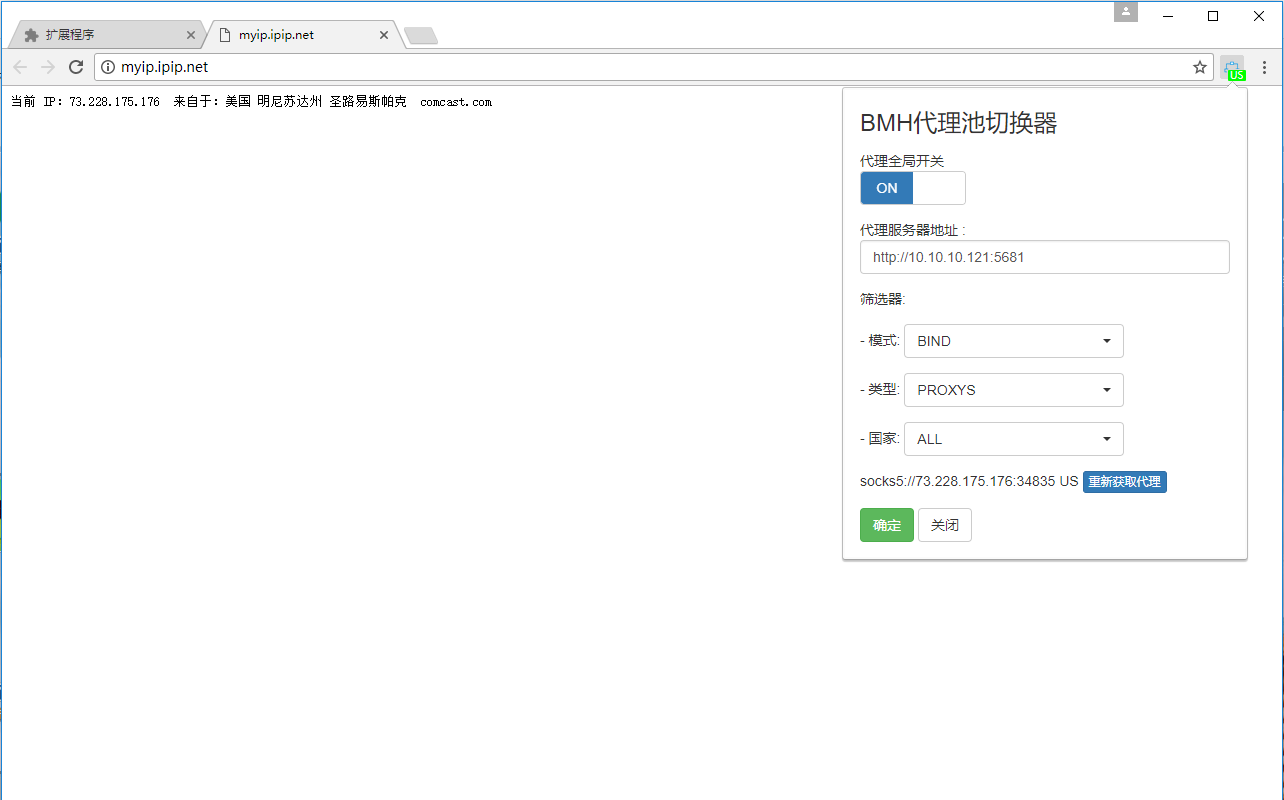 扩展程序
myip.ipip.net
myip.ipip.net
US
当前 IP：73.228.175.176 来自于：美国 明尼苏达州 圣路易斯帕克 comcast.com
BMH代理池切换器
代理全局开关
ON
代理服务器地址 :
http://10.10.10.121:5681
筛选器:
- 模式: BIND
- 类型: PROXYS
- 国家: ALL
socks5://73.228.175.176:34835 US 重新获取代理
确定 关闭